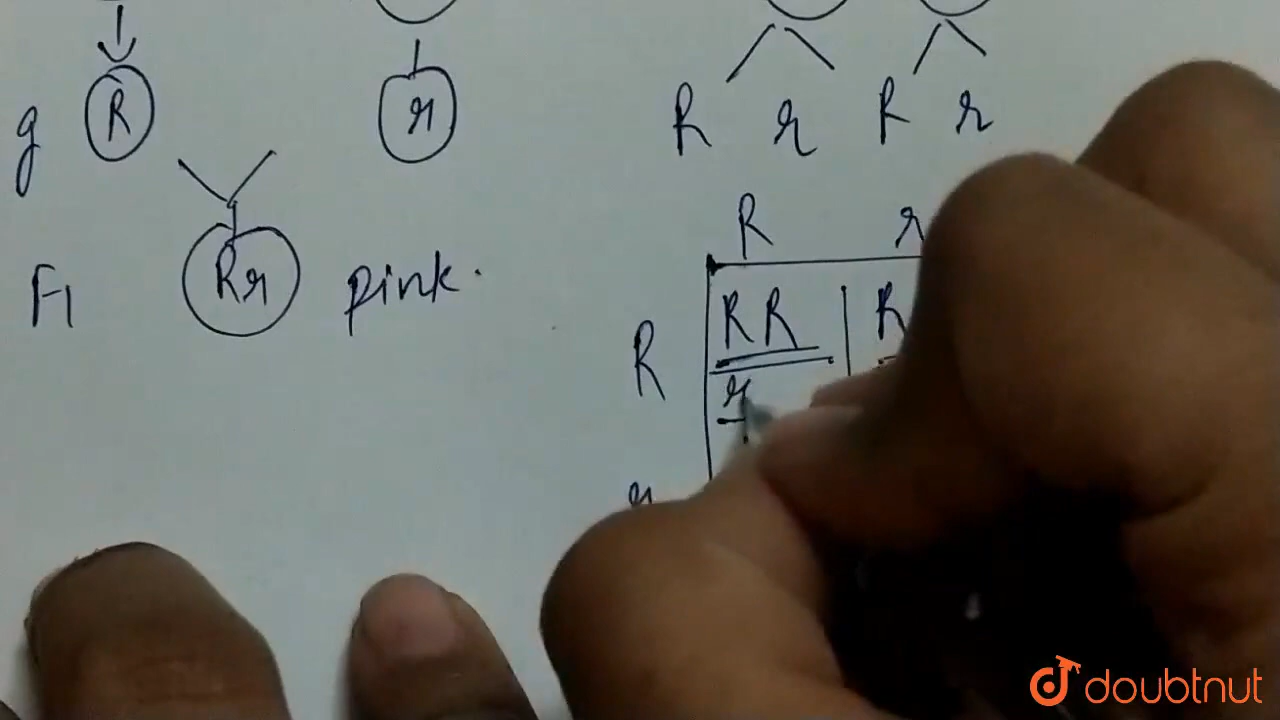 g R r R r R r
R r
F1 Rr pink.
R RR R
r
r
doubtnut